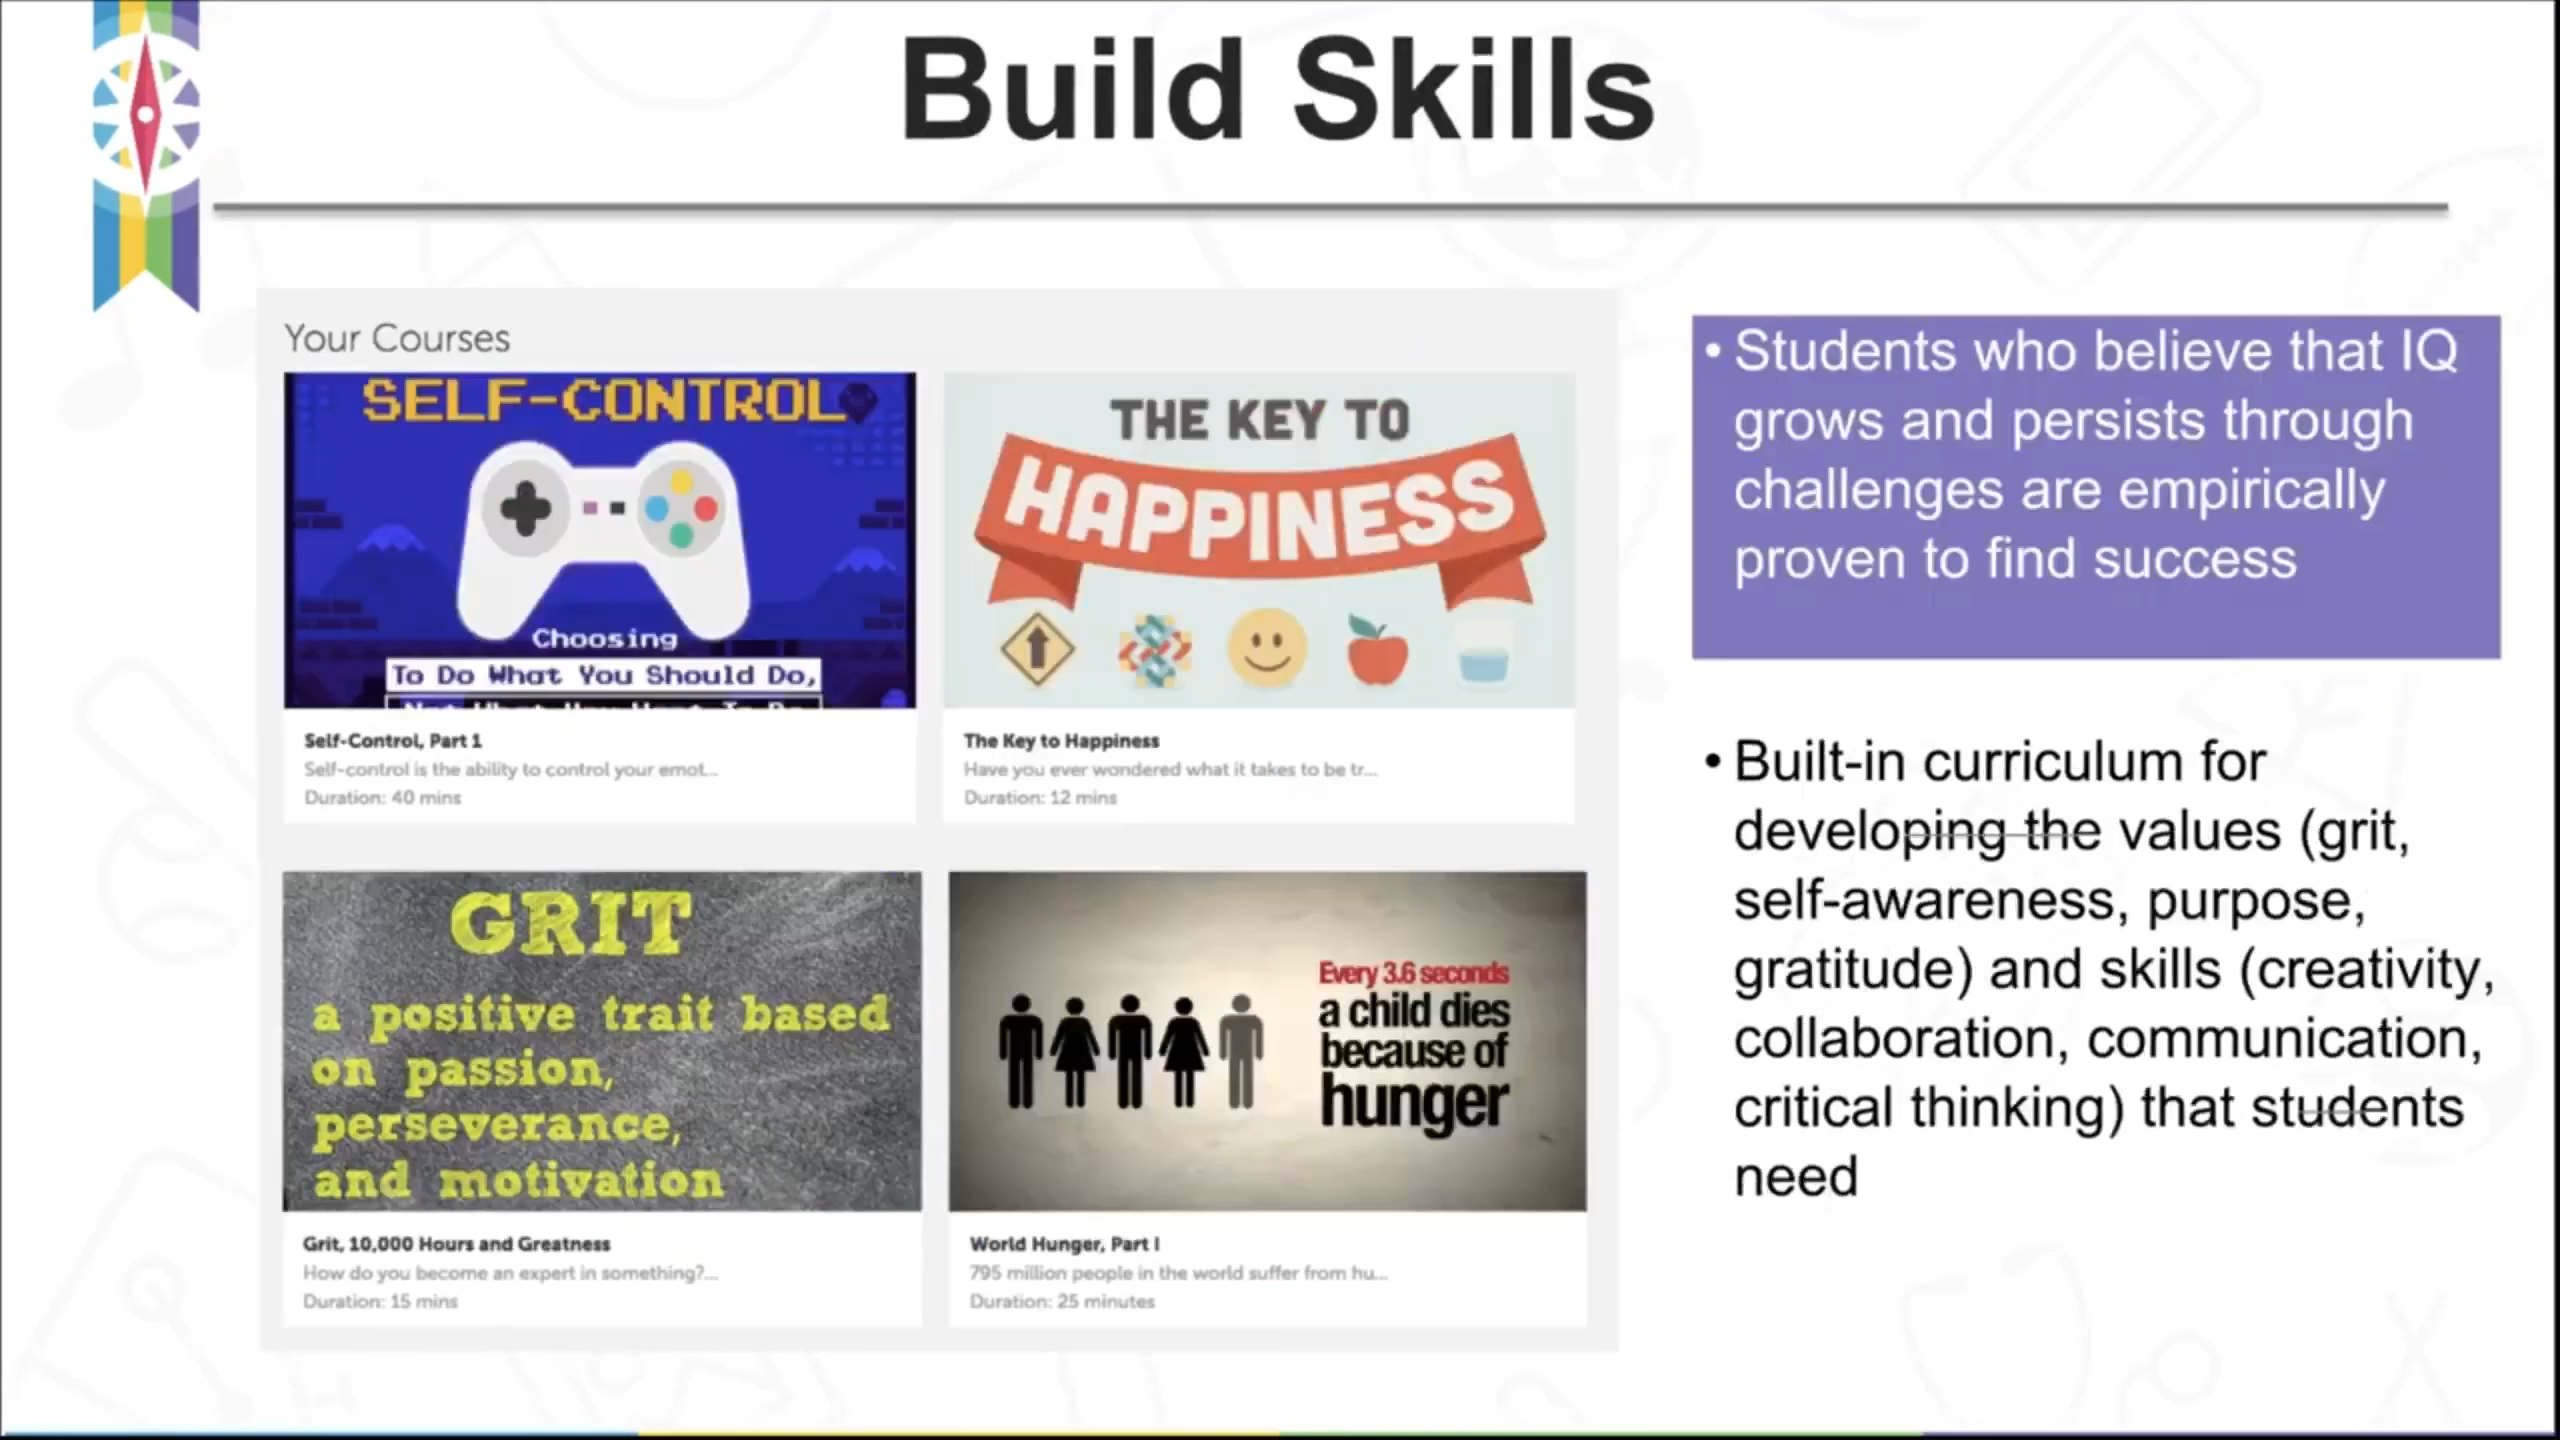 Build Skills
Your Courses
SELF-CONTROL
Choosing
To Do What You Should Do,
Self-Control, Part 1
Self-control is the ability to control your emot...
Duration: 40 mins
THE KEY TO
HAPPINESS
The Key to Happiness
Have you ever wondered what it takes to be tr...
Duration: 12 mins
GRIT
a positive trait based
on passion,
perseverance,
and motivation
Grit, 10,000 Hours and Greatness
How do you become an expert in something?...
Duration: 15 mins
Every 3.6 seconds
a child dies
because of
hunger
World Hunger, Part I
795 million people in the world suffer from hu...
Duration: 25 minutes
• Students who believe that IQ
grows and persists through
challenges are empirically
proven to find success
• Built-in curriculum for
developing the values (grit,
self-awareness, purpose,
gratitude) and skills (creativity,
collaboration, communication,
critical thinking) that students
need